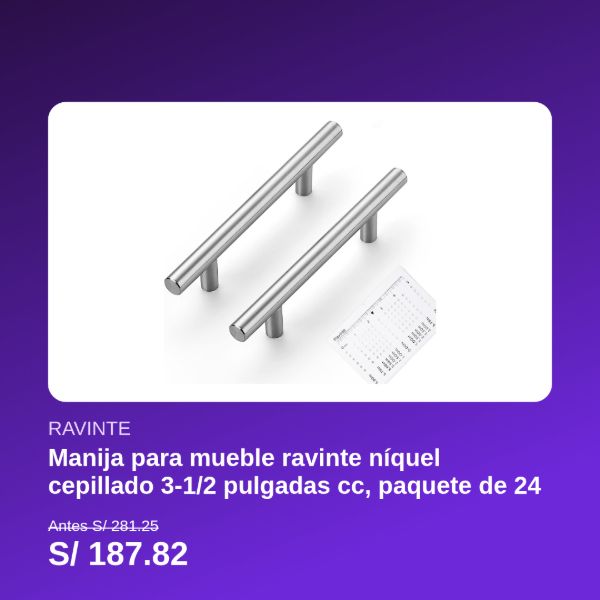 RAVINTE
Manija para mueble ravinte níquel
cepillado 3-1/2 pulgadas cc, paquete de 24
Antes S/ 281.25
S/ 187.82